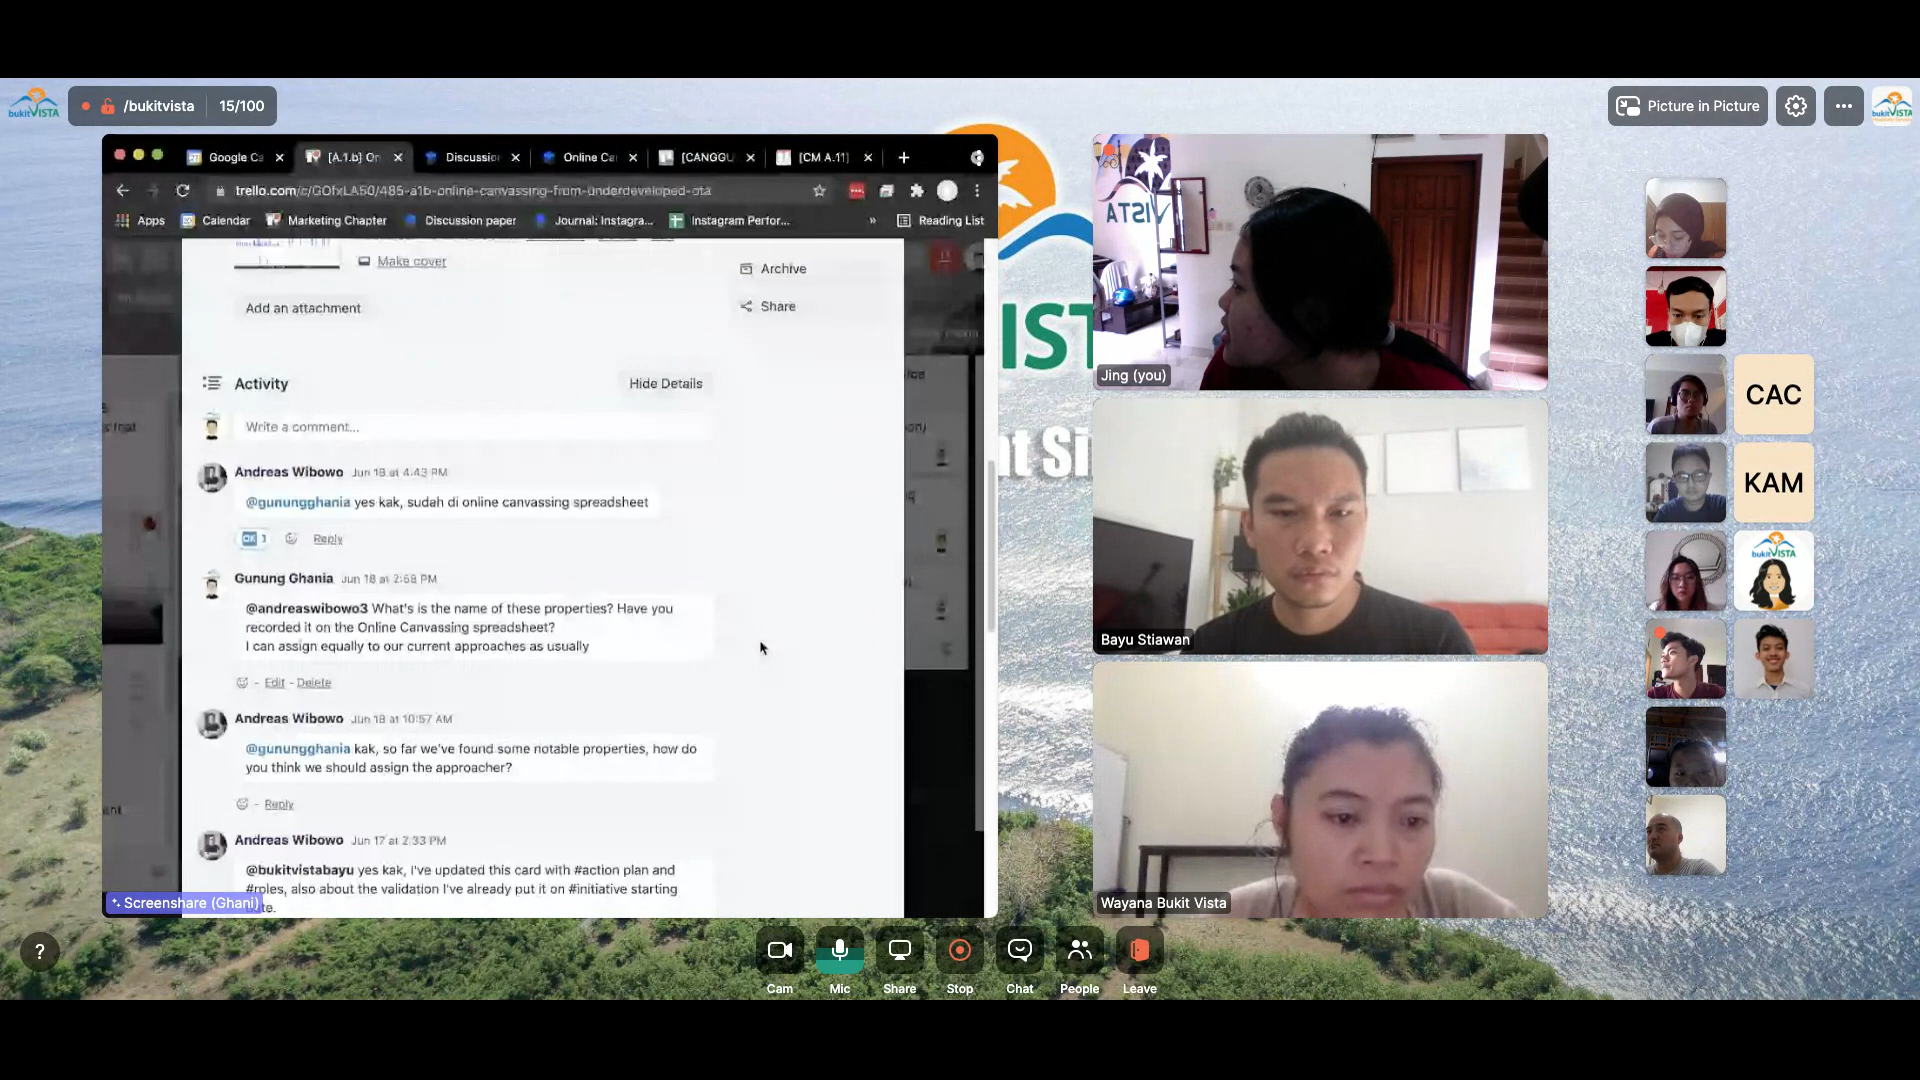 bukitVISTA
/bukitvista
15/100
Picture in Picture
bukitVISTA
[A.1.b] On
Discussion
[CANGGU
[CM A.11]
trello.com/c/GOfxLA50/485-a1b-online-canvassing-from-underdeveloped-ota
Apps
Calendar
Marketing Chapter
Discussion paper
Journal: Instagra...
Instagram Perfor...
»
Reading List
Make cover
Archive
Add an attachment
Share
Activity
Hide Details
Write a comment...
Andreas Wibowo Jun 18 at 4:43 PM
@gunungghania yes kak, sudah di online canvassing spreadsheet
Reply
Gunung Ghania Jun 18 at 2:58 PM
@andreaswibowo3 What's is the name of these properties? Have you
recorded it on the Online Canvassing spreadsheet?
I can assign equally to our current approaches as usually
- Edit - Delete
Andreas Wibowo Jun 18 at 10:57 AM
@gunungghania kak, so far we've found some notable properties, how do
you think we should assign the approacher?
- Reply
Andreas Wibowo Jun 17 at 2:33 PM
@bukitvistabayu yes kak, I've updated this card with #action plan and
#roles, also about the validation I've already put it on #initiative starting
Screenshare (Ghani)
VISTA
Jing (you)
Bayu Stiawan
Wayana Bukit Vista
CAC
KAM
bukitVISTA
?
Cam
Mic
Share
Stop
Chat
People
Leave